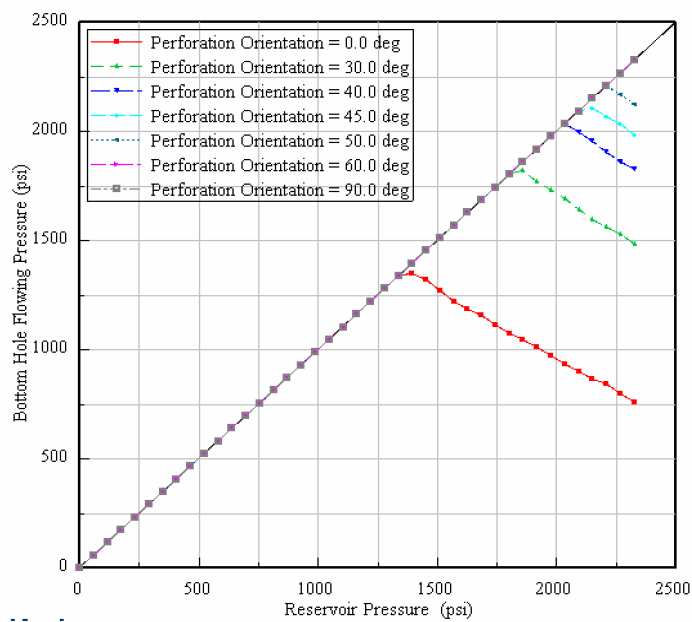 2500
2000
1500
1000
500
0
Bottom Hole Flowing Pressure (psi)
Perforation Orientation = 0.0 deg
Perforation Orientation = 30.0 deg
Perforation Orientation = 40.0 deg
Perforation Orientation = 45.0 deg
Perforation Orientation = 50.0 deg
Perforation Orientation = 60.0 deg
Perforation Orientation = 90.0 deg
0 500 1000 1500 2000 2500
Reservoir Pressure (psi)